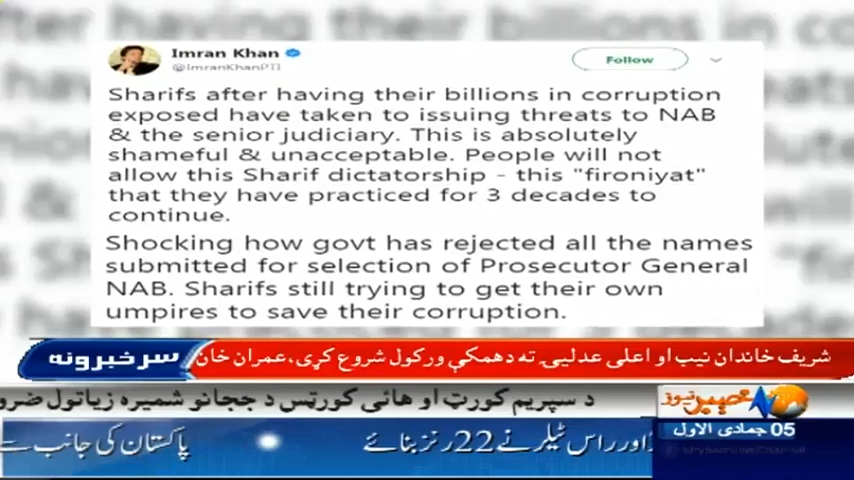 Imran Khan
@ImranKhanPTI
Follow
Sharifs after having their billions in corruption
exposed have taken to issuing threats to NAB
& the senior judiciary. This is absolutely
shameful & unacceptable. People will not
allow this Sharif dictatorship - this "fironiyat"
that they have practiced for 3 decades to
continue.
Shocking how govt has rejected all the names
submitted for selection of Prosecutor General
NAB. Sharifs still trying to get their own
umpires to save their corruption.
سرخبرونه
شریف خاندان نیب او اعلی عدلیې ته دهمکې ورکول شروع کړی، عمران خان
د سپریم کورټ او هائی کورټس د ججانو شمیره زیاتول ضرو
خیبر نیوز
05 جمادی الاول
اور راس ٹیلر نے 22 رنز بنائے
پاکستان کی جانب سے